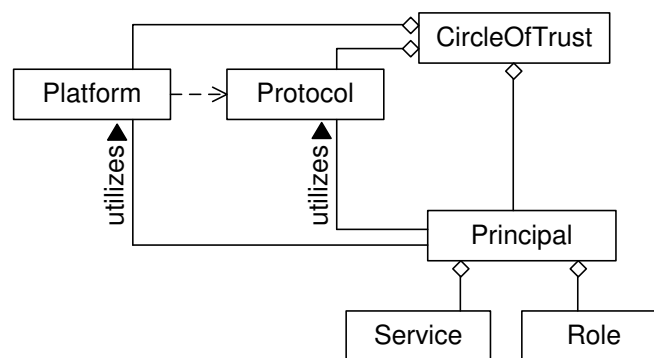 CircleOfTrust
Platform
Protocol
utilizes
utilizes
Principal
Service
Role